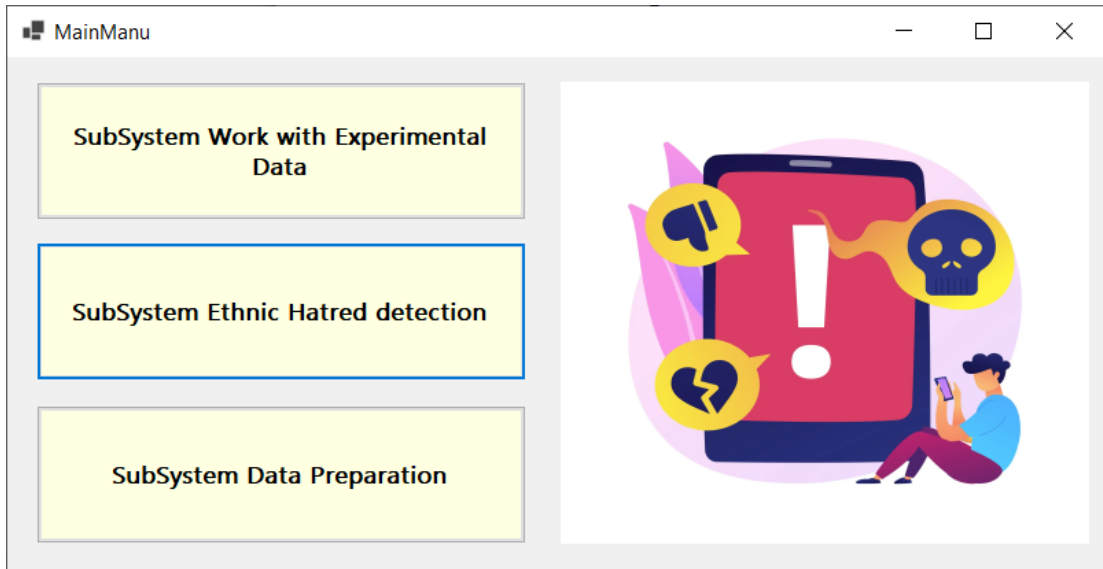 MainManu
SubSystem Work with Experimental
Data
SubSystem Ethnic Hatred detection
SubSystem Data Preparation